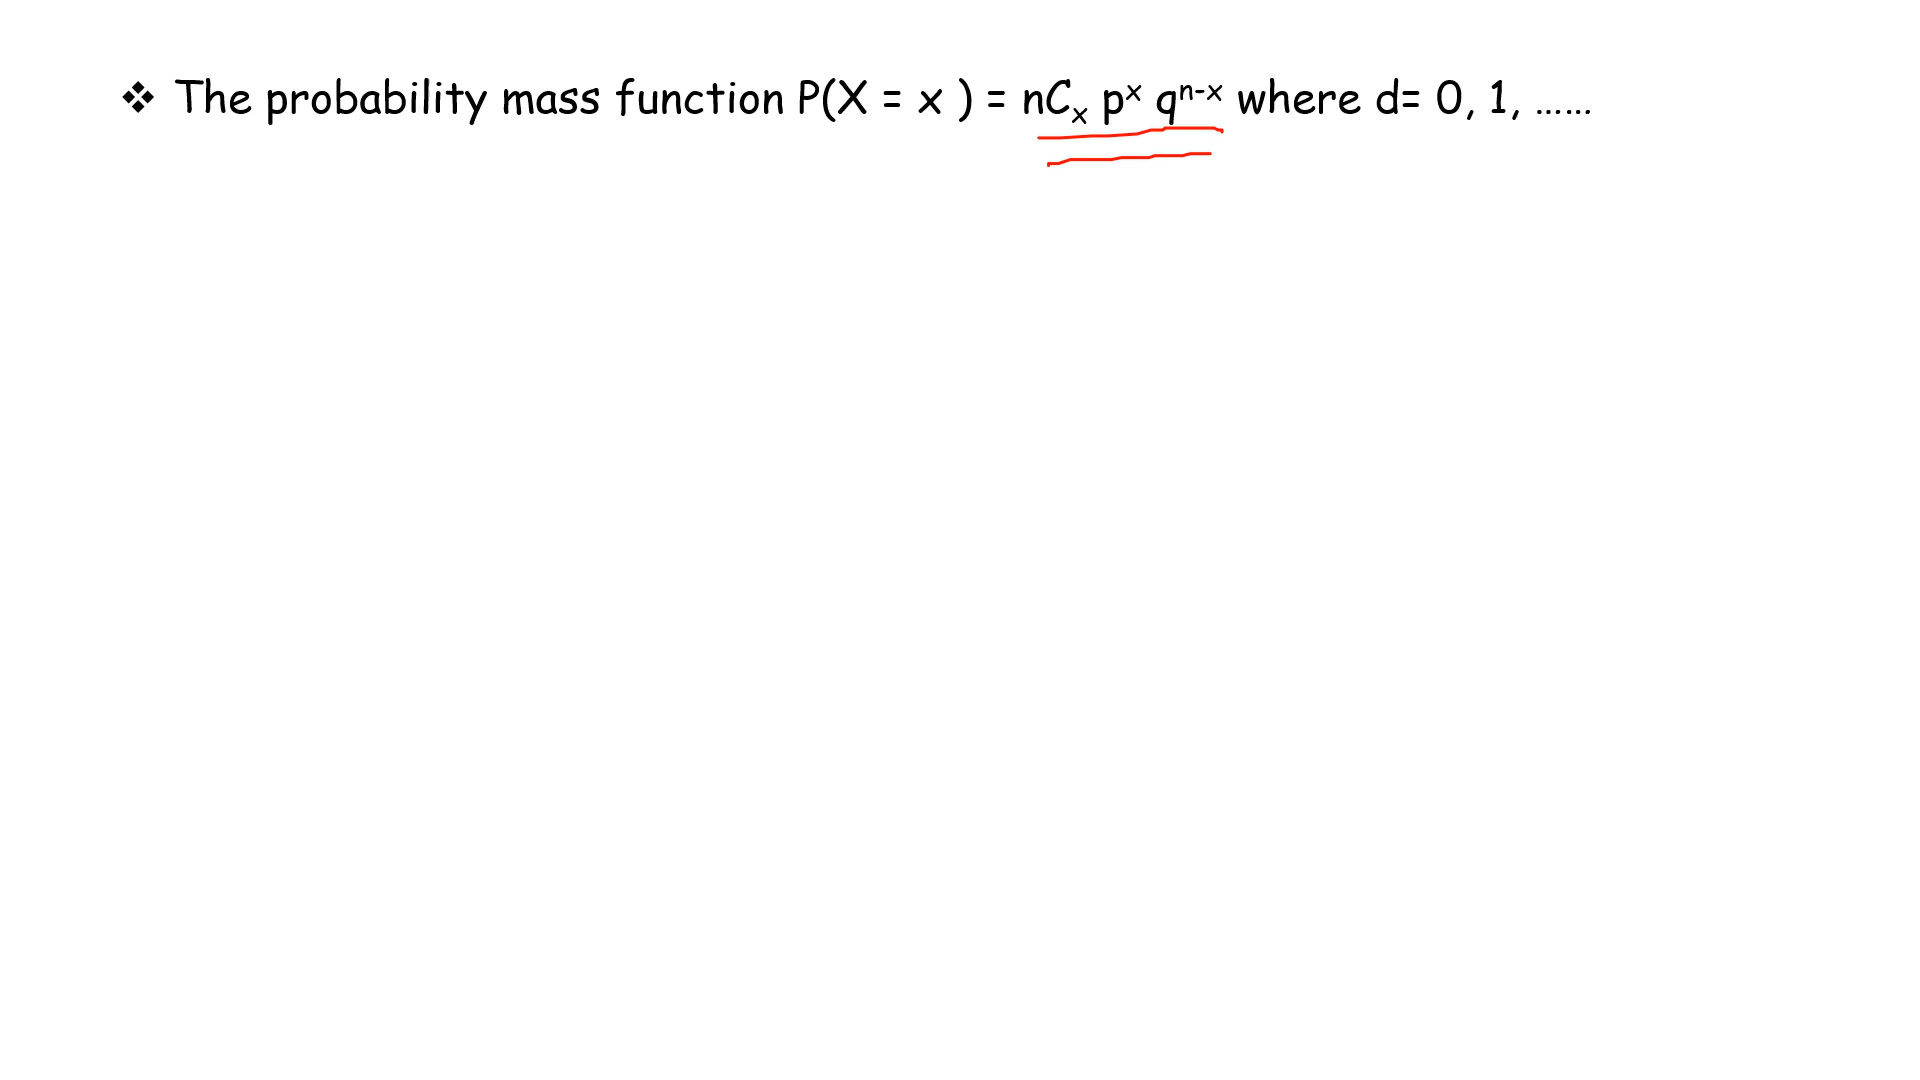 ❖ The probability mass function P(X = x ) = nCₓ pˣ qⁿ⁻ˣ where d= 0, 1, ……